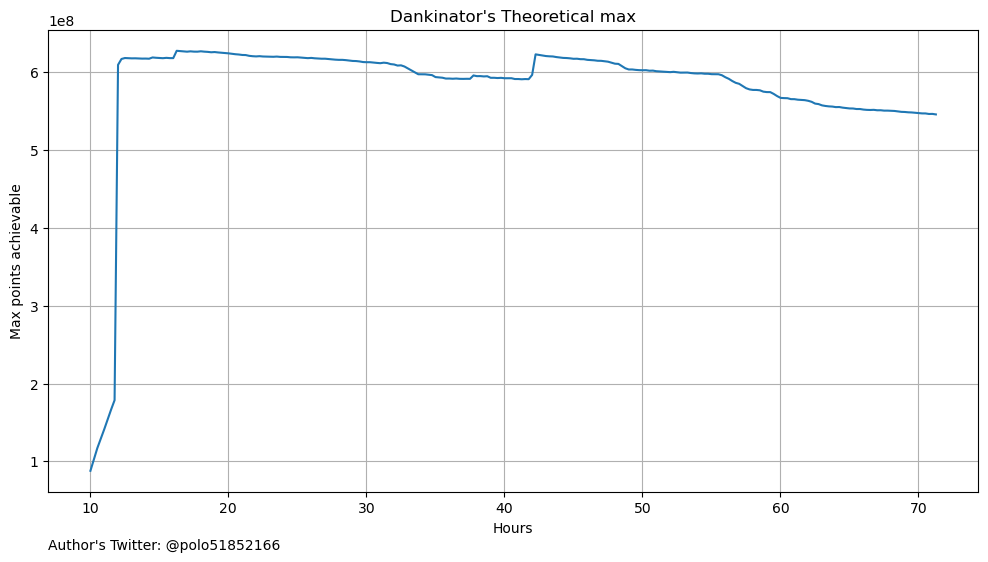 Dankinator's Theoretical max
1e8
6
5
4
3
2
1
Max points achievable
10 20 30 40 50 60 70
Hours
Author's Twitter: @polo51852166